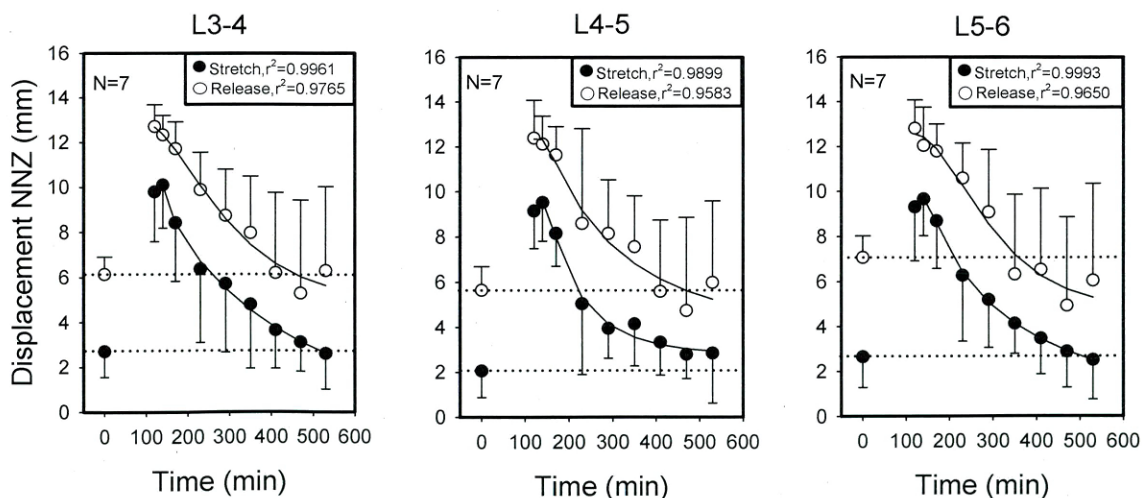 L3-4
L4-5
L5-6
Displacement NNZ (mm)
16
14
12
10
8
6
4
2
0
N=7
Stretch,r²=0.9961
Release,r²=0.9765
0 100 200 300 400 500 600
Time (min)
16
14
12
10
8
6
4
2
0
N=7
Stretch,r²=0.9899
Release,r²=0.9583
0 100 200 300 400 500 600
Time (min)
16
14
12
10
8
6
4
2
0
N=7
Stretch,r²=0.9993
Release,r²=0.9650
0 100 200 300 400 500 600
Time (min)